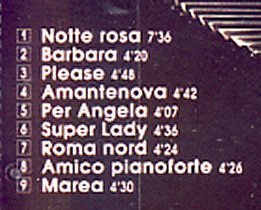 1 Notte rosa 7'36
2 Barbara 4'20
3 Please 4'48
4 Amantenova 4'42
5 Per Angela 4'07
6 Super Lady 4'36
7 Roma nord 4'24
8 Amico pianoforte 4'26
9 Marea 4'30